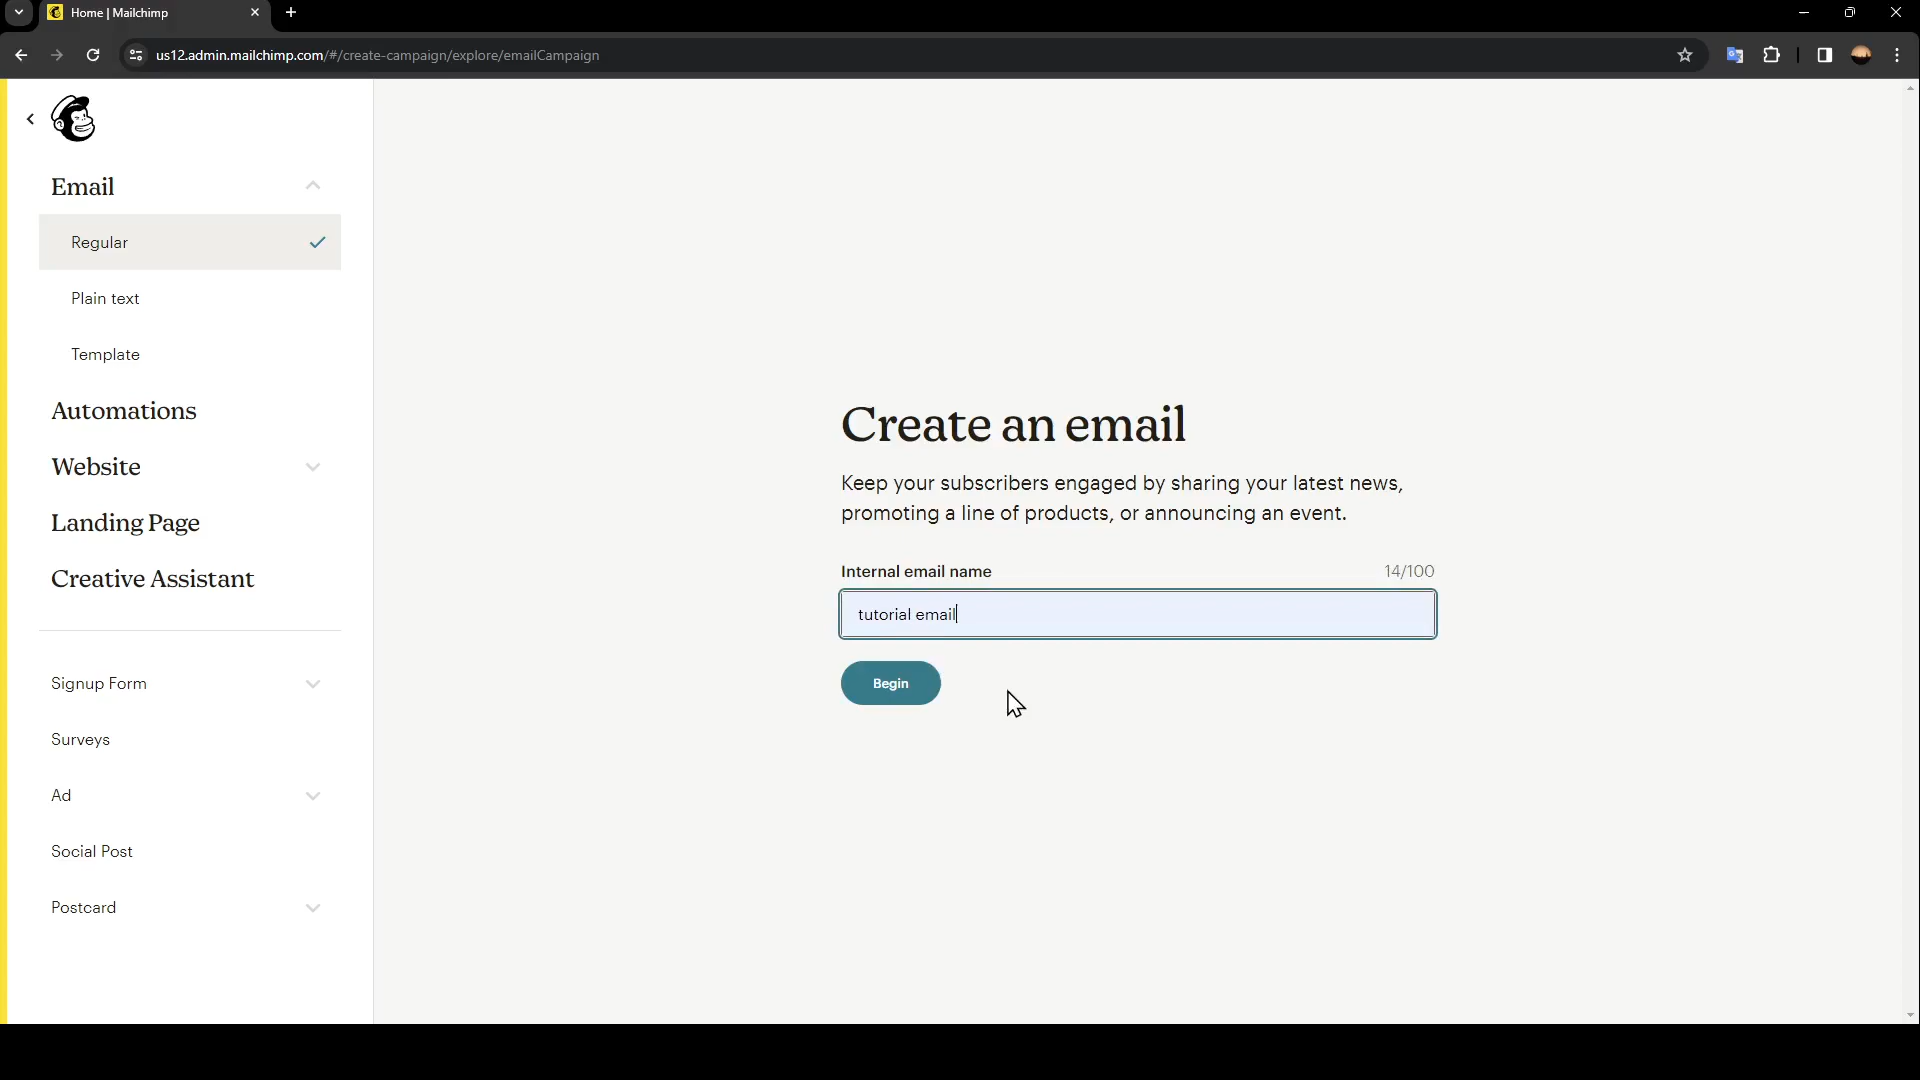 Home | Mailchimp
us12.admin.mailchimp.com/#/create-campaign/explore/emailCampaign
Email
Regular
Plain text
Template
Automations
Website
Landing Page
Creative Assistant
Signup Form
Surveys
Ad
Social Post
Postcard
Create an email
Keep your subscribers engaged by sharing your latest news,
promoting a line of products, or announcing an event.
Internal email name 14/100
tutorial email
Begin